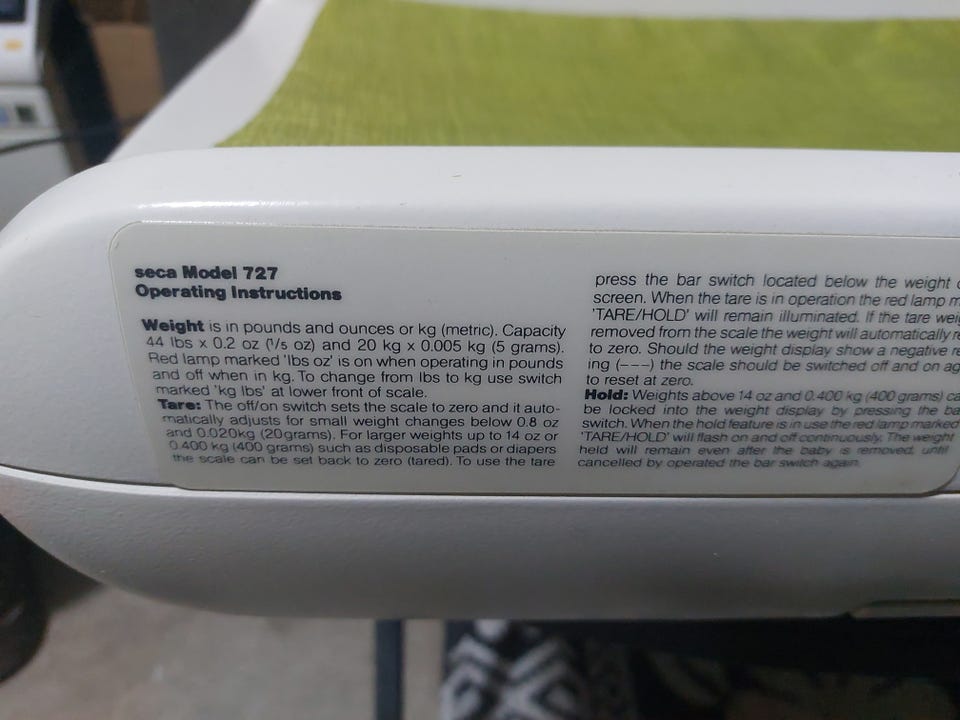 seca Model 727
Operating Instructions
Weight is in pounds and ounces or kg (metric). Capacity
44 lbs x 0.2 oz (¹/₅ oz) and 20 kg x 0.005 kg (5 grams).
Red lamp marked 'lbs oz' is on when operating in pounds
and off when in kg. To change from lbs to kg use switch
marked 'kg lbs' at lower front of scale.
Tare: The off/on switch sets the scale to zero and it auto-
matically adjusts for small weight changes below 0.8 oz
and 0.020kg (20grams). For larger weights up to 14 oz or
0.400 kg (400 grams) such as disposable pads or diapers
the scale can be set back to zero (tared). To use the tare
press the bar switch located below the weight
screen. When the tare is in operation the red lamp
'TARE/HOLD' will remain illuminated. If the tare
removed from the scale the weight will automatically
to zero. Should the weight display show a negative
ing (---) the scale should be switched off and on
to reset at zero.
Hold: Weights above 14 oz and 0.400 kg (400 grams)
be locked into the weight display by pressing the
switch. When the hold feature is in use the red lamp marked
'TARE/HOLD' will flash on and off continuously. The weight
held will remain even after the baby is removed, until
cancelled by operated the bar switch again.